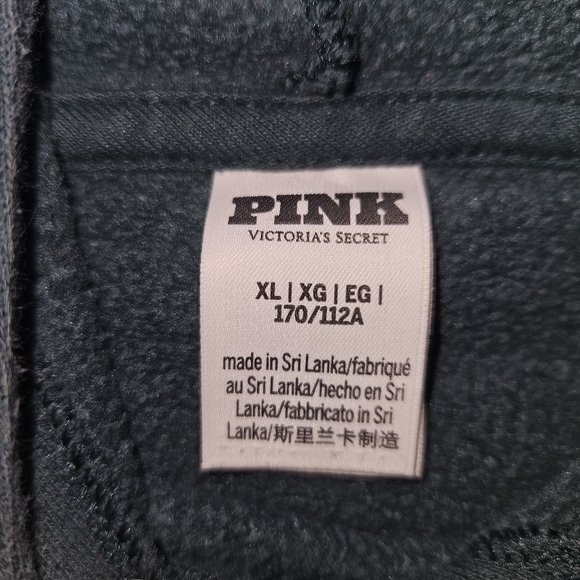 PINK
VICTORIA'S SECRET
XL | XG | EG |
170/112A
made in Sri Lanka/fabriqué
au Sri Lanka/hecho en Sri
Lanka/fabbricato in Sri
Lanka/斯里兰卡制造